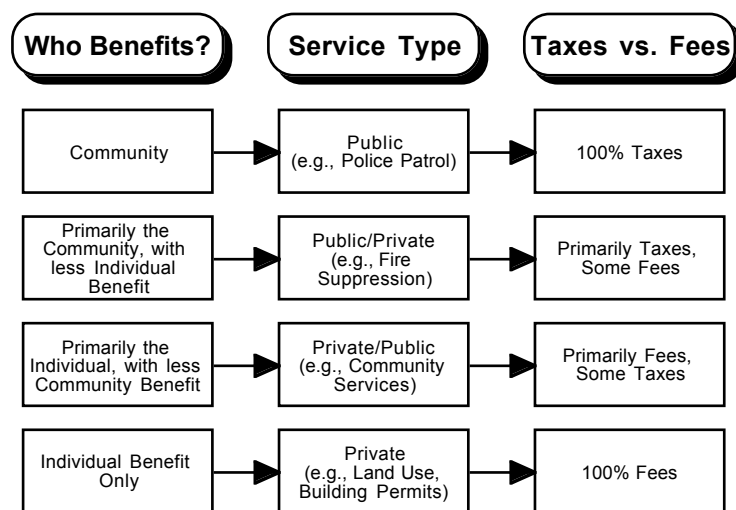 Who Benefits?
Service Type
Taxes vs. Fees
Community
Public
(e.g., Police Patrol)
100% Taxes
Primarily the
Community, with
less Individual
Benefit
Public/Private
(e.g., Fire
Suppression)
Primarily Taxes,
Some Fees
Primarily the
Individual, with less
Community Benefit
Private/Public
(e.g., Community
Services)
Primarily Fees,
Some Taxes
Individual Benefit
Only
Private
(e.g., Land Use,
Building Permits)
100% Fees